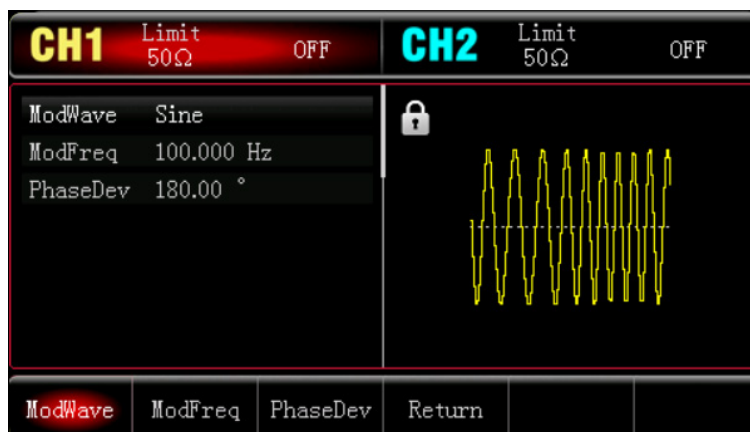 CH1 Limit 50Ω OFF CH2 Limit 50Ω OFF
ModWave Sine
ModFreq 100.000 Hz
PhaseDev 180.00 °
ModWave ModFreq PhaseDev Return